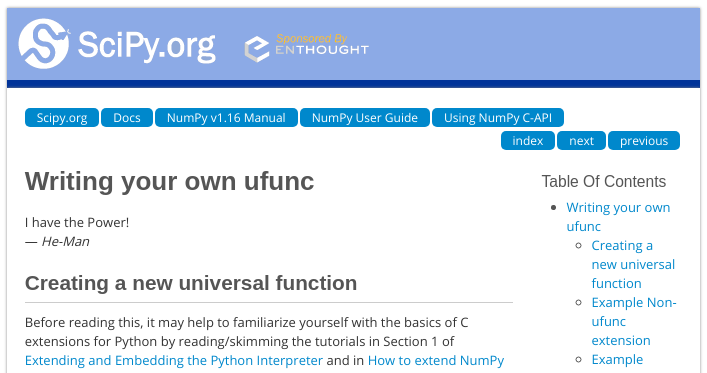 SciPy.org
Sponsored By
ENTHOUGHT
Scipy.org
Docs
NumPy v1.16 Manual
NumPy User Guide
Using NumPy C-API
index
next
previous
Writing your own ufunc
I have the Power!
— He-Man
Creating a new universal function
Before reading this, it may help to familiarize yourself with the basics of C
extensions for Python by reading/skimming the tutorials in Section 1 of
Extending and Embedding the Python Interpreter and in How to extend NumPy
Table Of Contents
Writing your own
ufunc
Creating a
new universal
function
Example Non-
ufunc
extension
Example